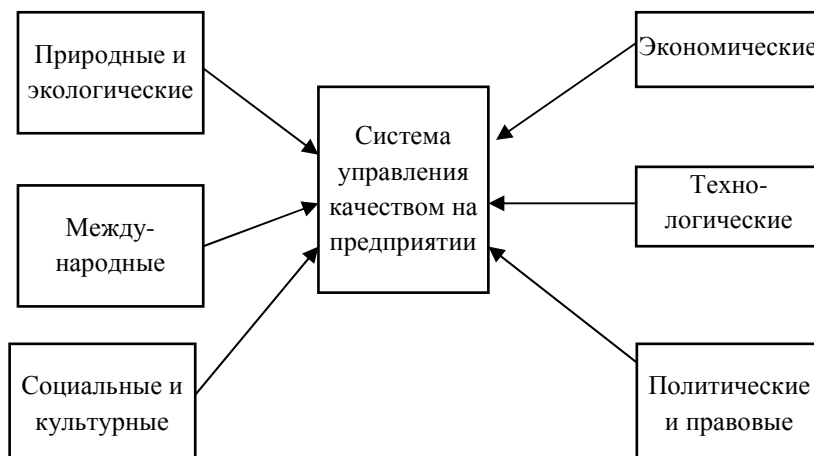 Природные и
экологические
Между-
народные
Социальные и
культурные
Система
управления
качеством на
предприятии
Экономические
Техно-
логические
Политические
и правовые